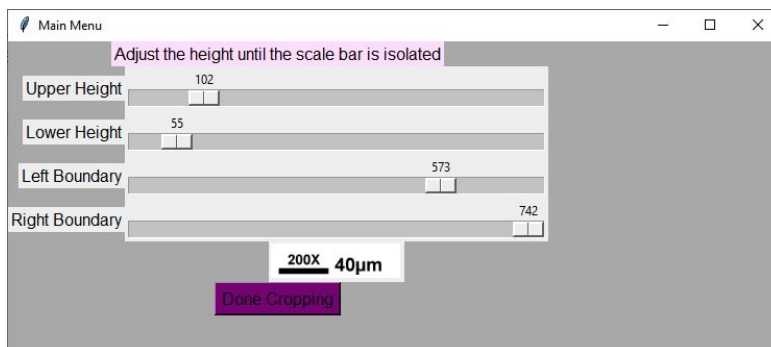 Main Menu
Adjust the height until the scale bar is isolated
102
Upper Height
55
Lower Height
573
Left Boundary
742
Right Boundary
200X 40µm
Done Cropping